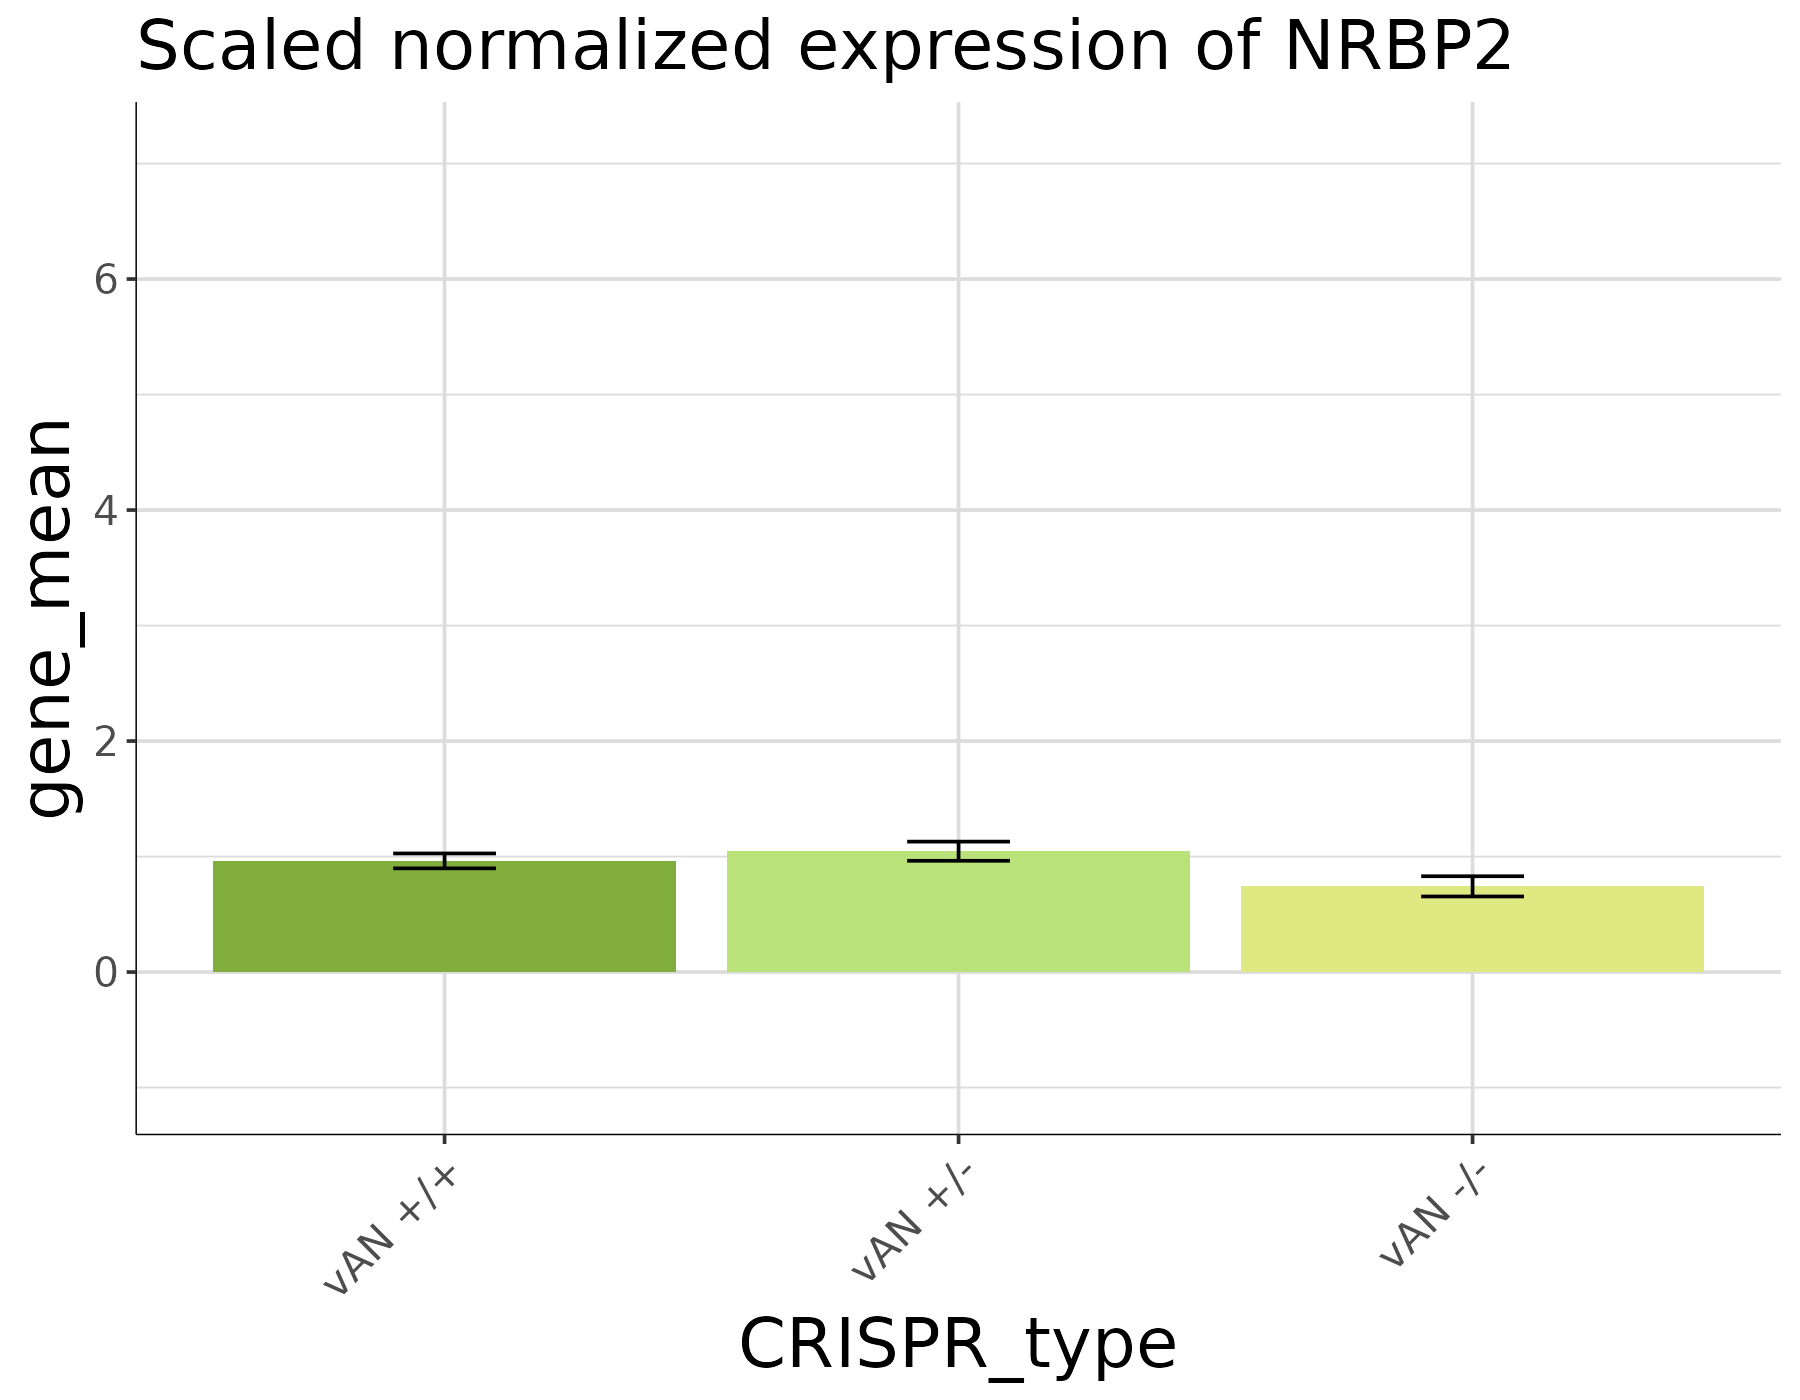 Scaled normalized expression of NRBP2
gene_mean
6
4
2
0
vAN +/+
vAN +/-
vAN -/-
CRISPR_type